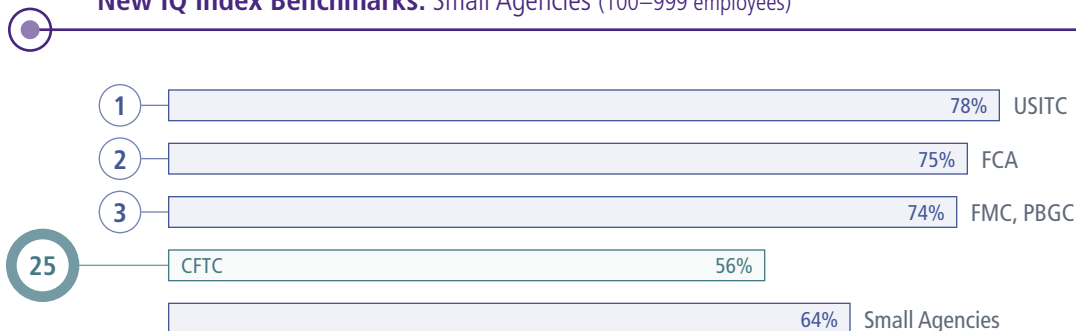 New IQ Index Benchmarks: Small Agencies (100–999 employees)
1 78% USITC
2 75% FCA
3 74% FMC, PBGC
25 CFTC 56%
64% Small Agencies